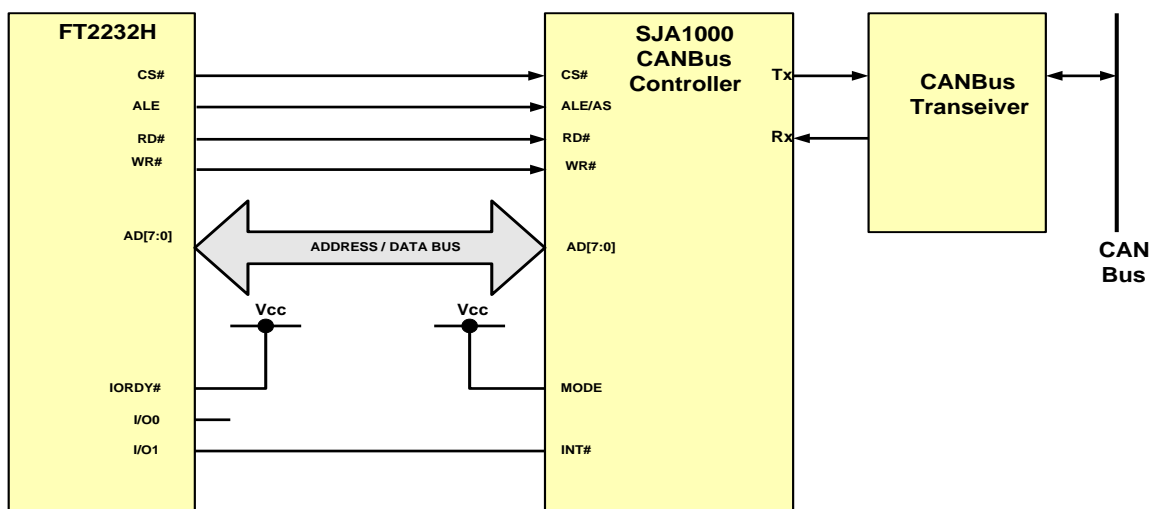 FT2232H
CS#
ALE
RD#
WR#
AD[7:0]
IORDY#
I/O0
I/O1
ADDRESS / DATA BUS
Vcc
Vcc
SJA1000
CANBus
Controller
CS#
ALE/AS
RD#
WR#
AD[7:0]
MODE
INT#
Tx
Rx
CANBus
Transeiver
CAN
Bus